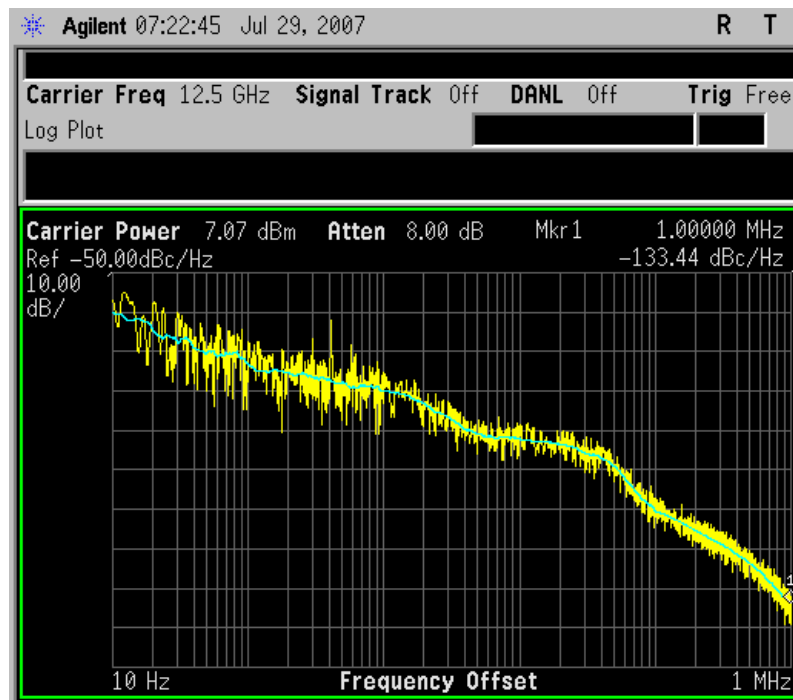 Agilent 07:22:45 Jul 29, 2007 R T
Carrier Freq 12.5 GHz Signal Track Off DANL Off Trig Free
Log Plot
Carrier Power 7.07 dBm Atten 8.00 dB Mkr1 1.00000 MHz
Ref -50.00dBc/Hz -133.44 dBc/Hz
10.00
dB/
1
10 Hz Frequency Offset 1 MHz